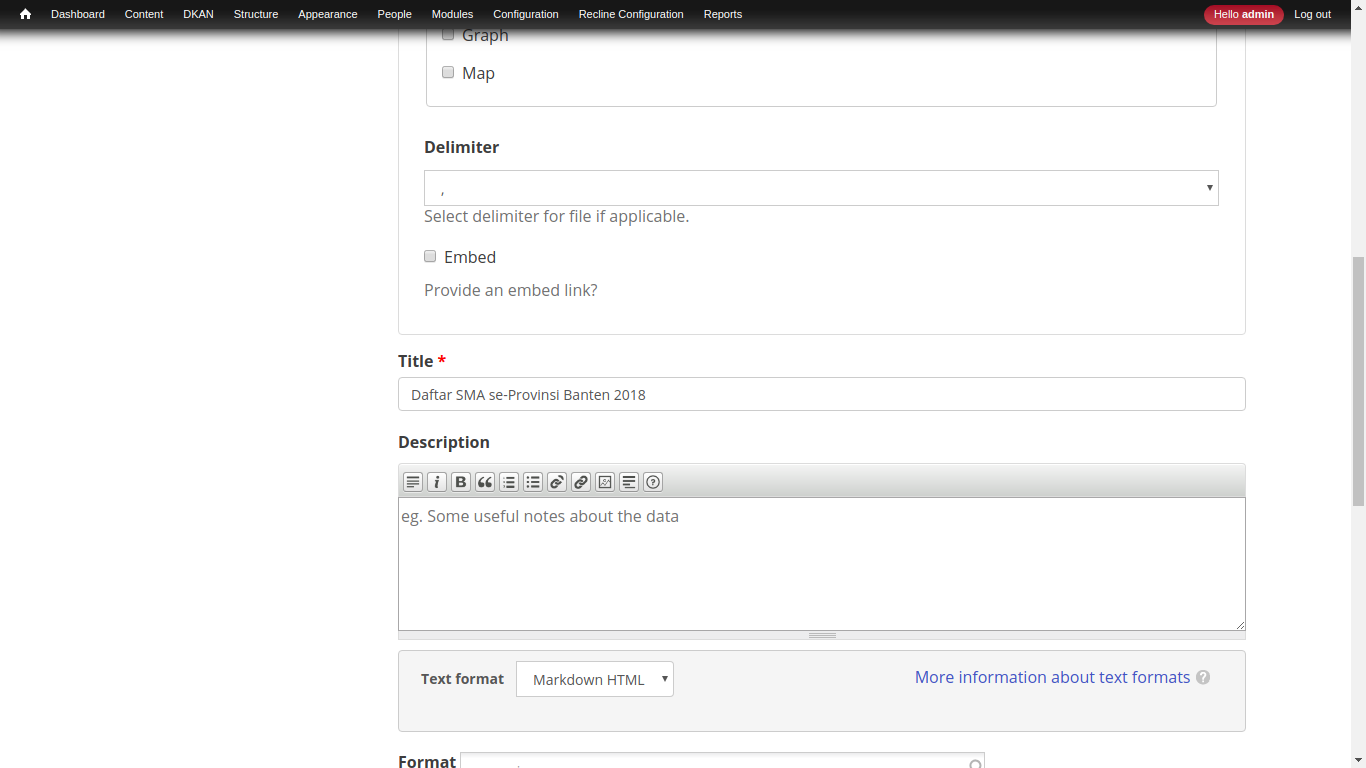 Dashboard Content DKAN Structure Appearance People Modules Configuration Recline Configuration Reports Hello admin Log out
Graph
Map
Delimiter
,
Select delimiter for file if applicable.
Embed
Provide an embed link?
Title *
Daftar SMA se-Provinsi Banten 2018
Description
eg. Some useful notes about the data
Text format Markdown HTML More information about text formats ?
Format